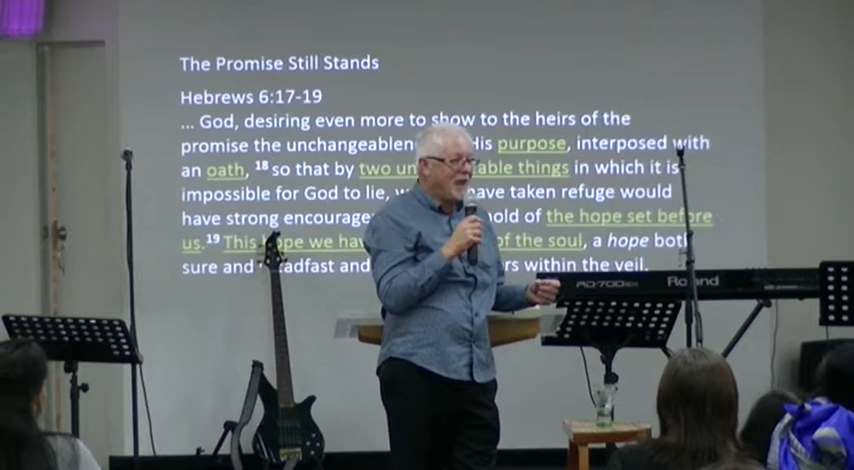 The Promise Still Stands
Hebrews 6:17-19
... God, desiring even more to show to the heirs of the
promise the unchangeablen is purpose, interposed with
an oath, 18 so that by two un able things in which it is
impossible for God to lie, have taken refuge would
have strong encourage hold of the hope set before
us. 19 This hope we hav of the soul, a hope both
sure and adfast and rs within the veil.
RD-700SX Roland